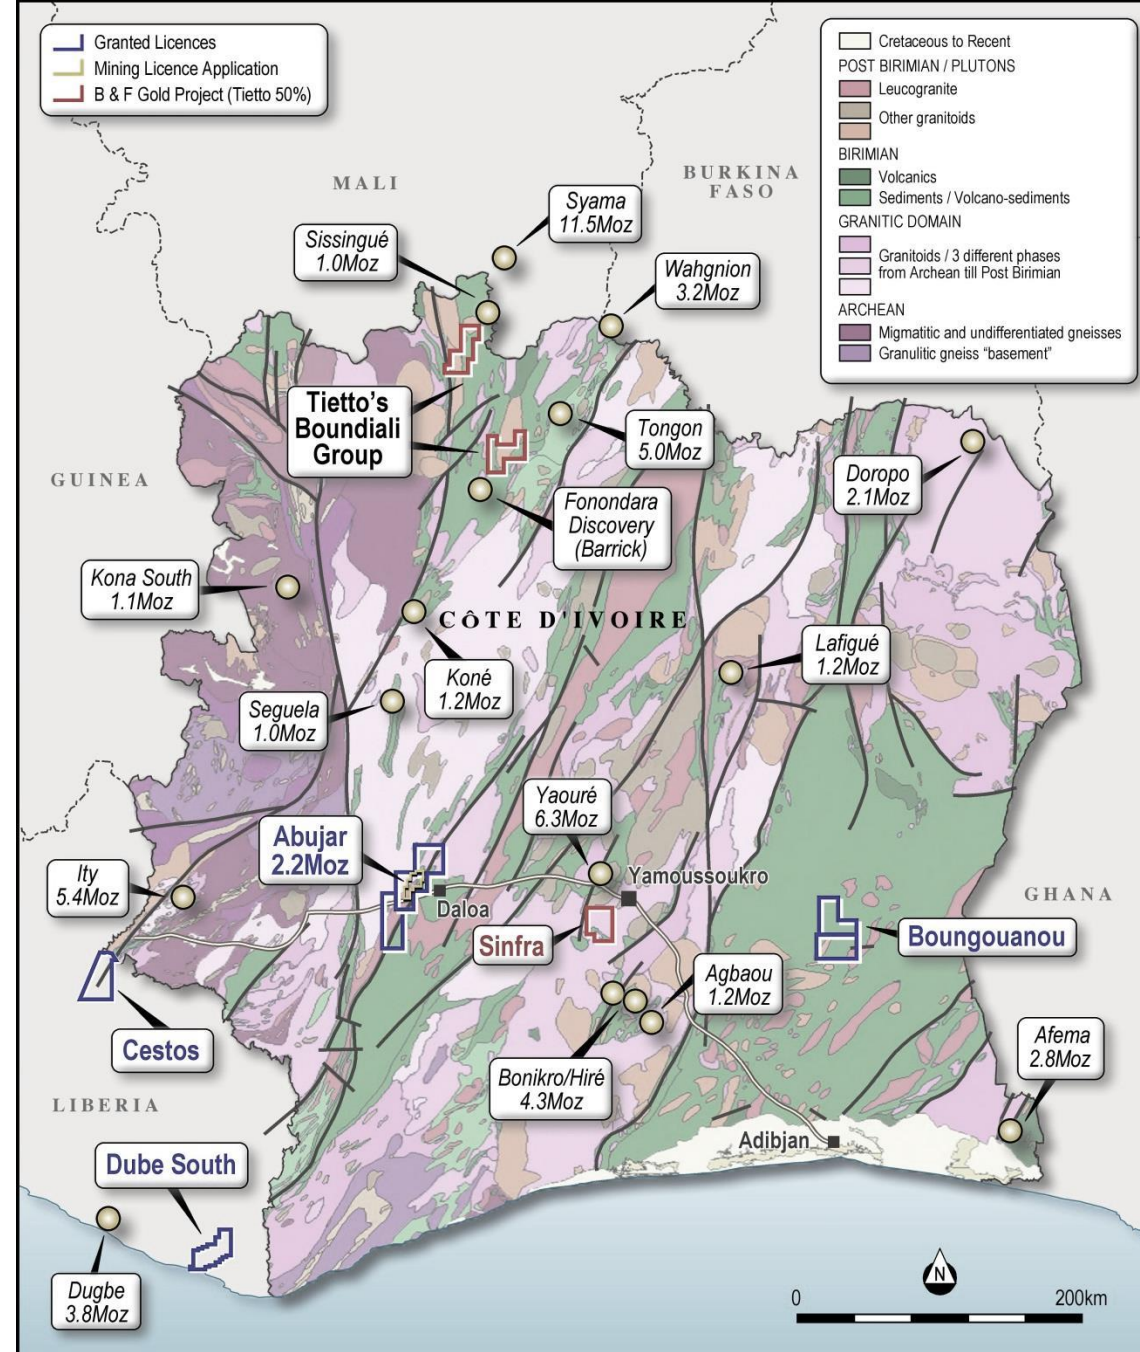 Granted Licences
Mining Licence Application
B & F Gold Project (Tietto 50%)
Cretaceous to Recent
POST BIRIMIAN / PLUTONS
Leucogranite
Other granitoids
BIRIMIAN
Volcanics
Sediments / Volcano-sediments
GRANITIC DOMAIN
Granitoids / 3 different phases
from Archean till Post Birimian
ARCHEAN
Migmatitic and undifferentiated gneisses
Granulitic gneiss "basement"
MALI
BURKINA
FASO
Syama
11.5Moz
Sissingué
1.0Moz
Wahgnion
3.2Moz
Tietto's
Boundiali
Group
Tongon
5.0Moz
Doropo
2.1Moz
GUINEA
Fonondara
Discovery
(Barrick)
Kona South
1.1Moz
CÔTE D'IVOIRE
Koné
1.2Moz
Lafigué
1.2Moz
Seguela
1.0Moz
Yaouré
6.3Moz
Abujar
2.2Moz
Ity
5.4Moz
Daloa
Yamoussoukro
GHANA
Sinfra
Boungouanou
Agbaou
1.2Moz
Cestos
Bonikro/Hiré
4.3Moz
Afema
2.8Moz
LIBERIA
Adibjan
Dube South
Dugbe
3.8Moz
N
0 200km